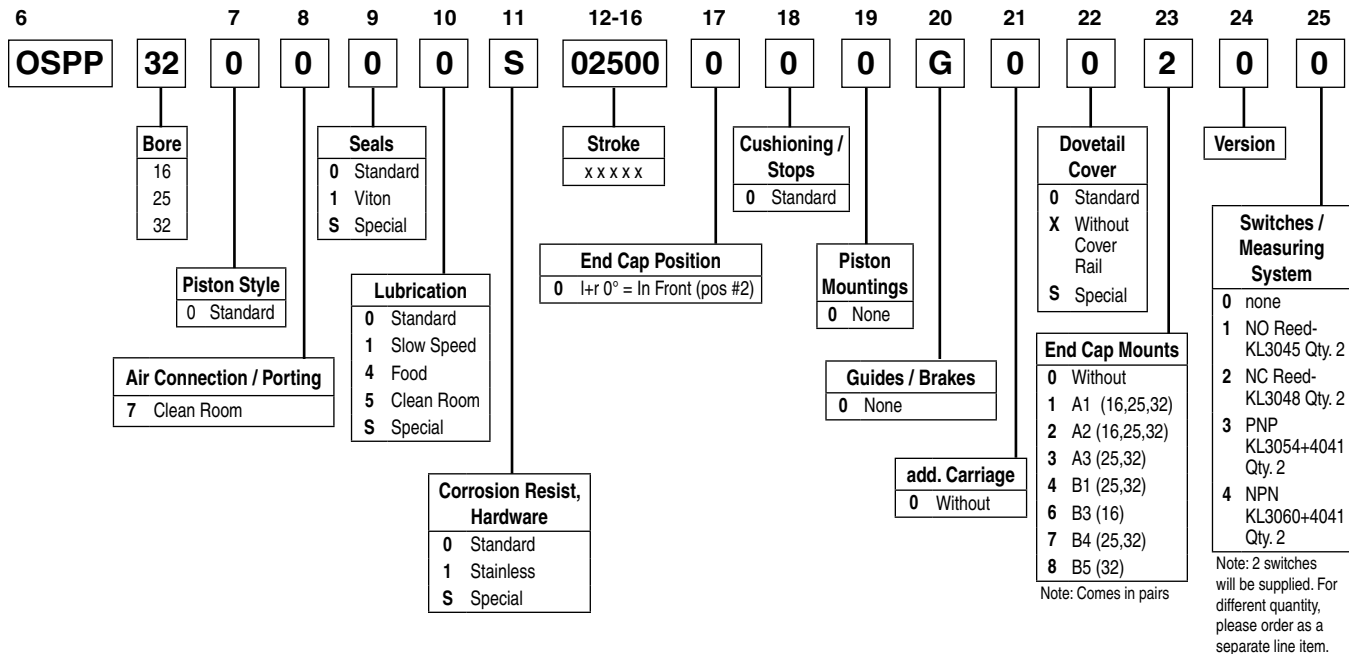 6 7 8 9 10 11 12-16 17 18 19 20 21 22 23 24 25
OSPP 32 0 0 0 0 S 02500 0 0 0 G 0 0 2 0 0
Bore
16
25
32
Piston Style
0 Standard
Air Connection / Porting
7 Clean Room
Seals
0 Standard
1 Viton
S Special
Lubrication
0 Standard
1 Slow Speed
4 Food
5 Clean Room
S Special
Corrosion Resist,
Hardware
0 Standard
1 Stainless
S Special
Stroke
x x x x x
End Cap Position
0 l+r 0° = In Front (pos #2)
Cushioning /
Stops
0 Standard
Piston
Mountings
0 None
Guides / Brakes
0 None
add. Carriage
0 Without
Dovetail
Cover
0 Standard
X Without
Cover
Rail
S Special
End Cap Mounts
0 Without
1 A1 (16,25,32)
2 A2 (16,25,32)
3 A3 (25,32)
4 B1 (25,32)
6 B3 (16)
7 B4 (25,32)
8 B5 (32)
Note: Comes in pairs
Version
Switches /
Measuring
System
0 none
1 NO Reed-
KL3045 Qty. 2
2 NC Reed-
KL3048 Qty. 2
3 PNP
KL3054+4041
Qty. 2
4 NPN
KL3060+4041
Qty. 2
Note: 2 switches
will be supplied. For
different quantity,
please order as a
separate line item.